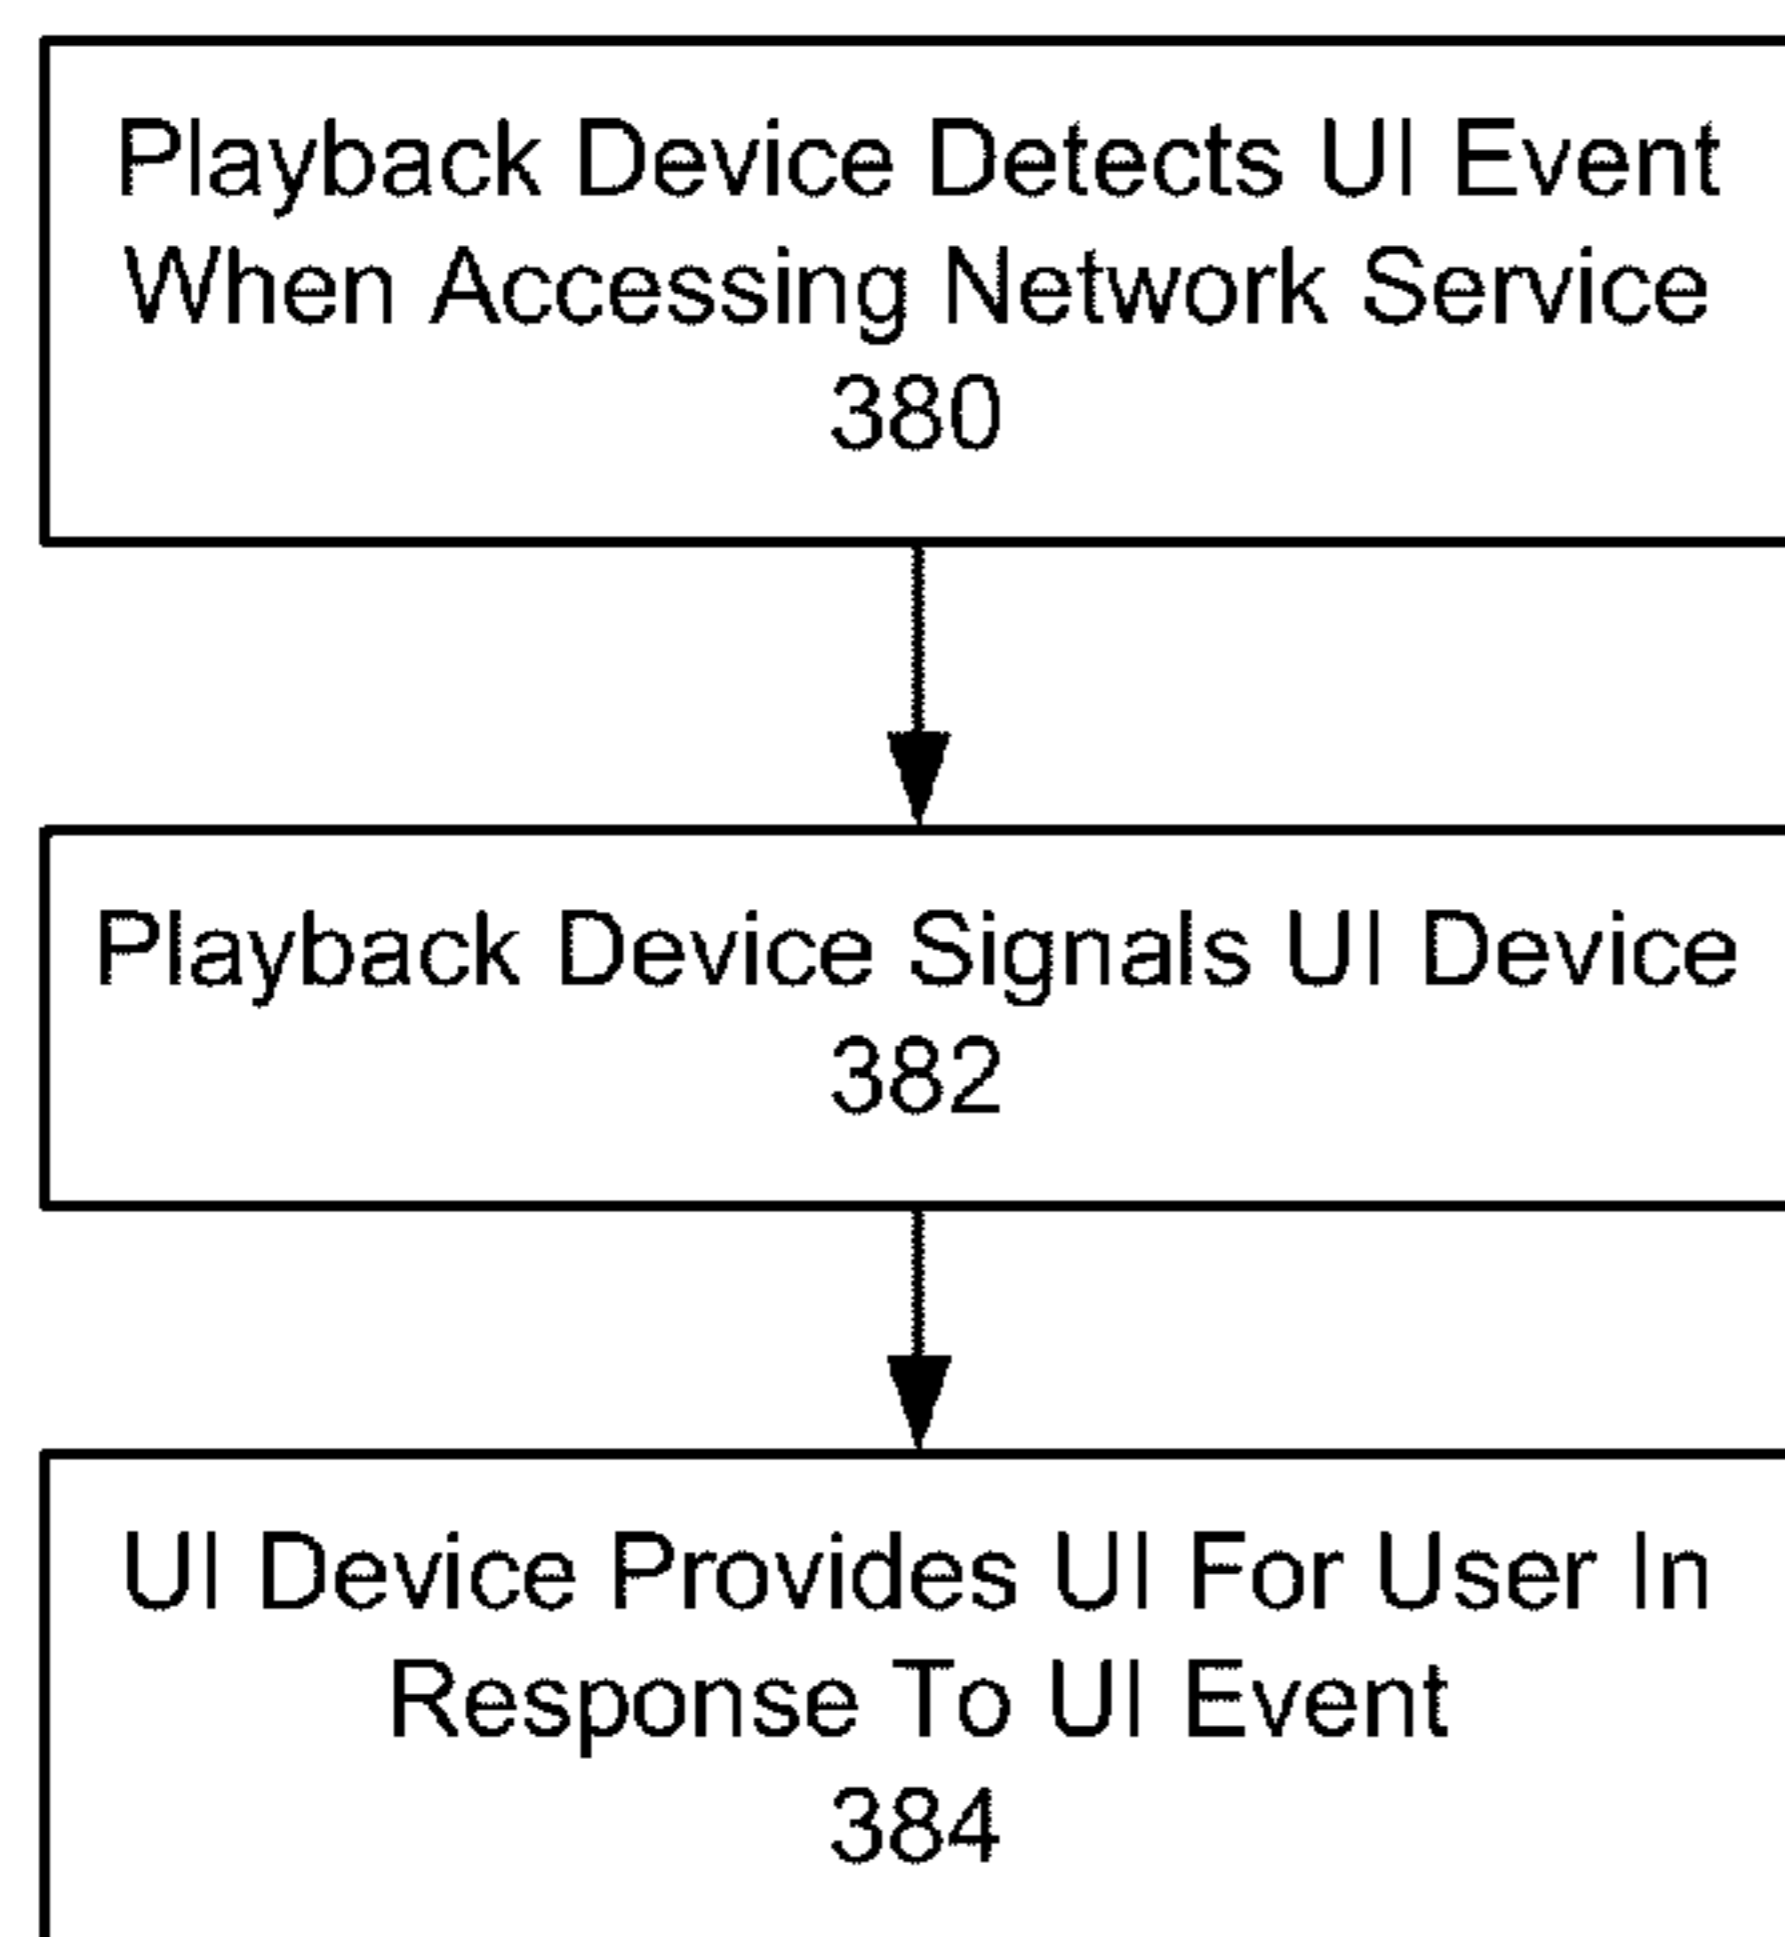 Playback Device Detects UI Event
When Accessing Network Service
380
Playback Device Signals UI Device
382
UI Device Provides UI For User In
Response To UI Event
384